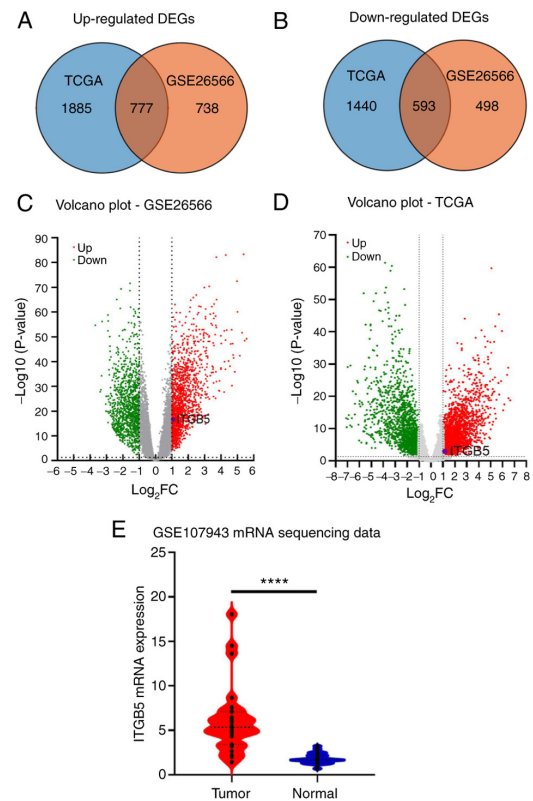 A
Up-regulated DEGs
TCGA
GSE26566
1885
777
738
B
Down-regulated DEGs
TCGA
GSE26566
1440
593
498
C
Volcano plot - GSE26566
Up
Down
−Log10 (P-value)
90
80
70
60
50
40
30
20
10
0
ITGB5
−6 −5 −4 −3 −2 −1 0 1 2 3 4 5 6
Log2FC
D
Volcano plot - TCGA
Up
Down
−Log10 (P-value)
70
60
50
40
30
20
10
0
ITGB5
−8−7−6−5−4−3−2−1 0 1 2 3 4 5 6 7 8
Log2FC
E
GSE107943 mRNA sequencing data
ITGB5 mRNA expression
25
20
15
10
5
0
****
Tumor
Normal